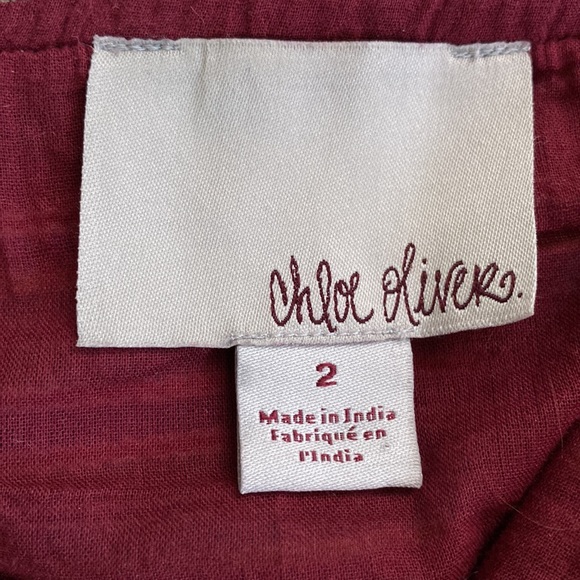 chloe oliver.
2
Made in India
Fabriqué en
l'India